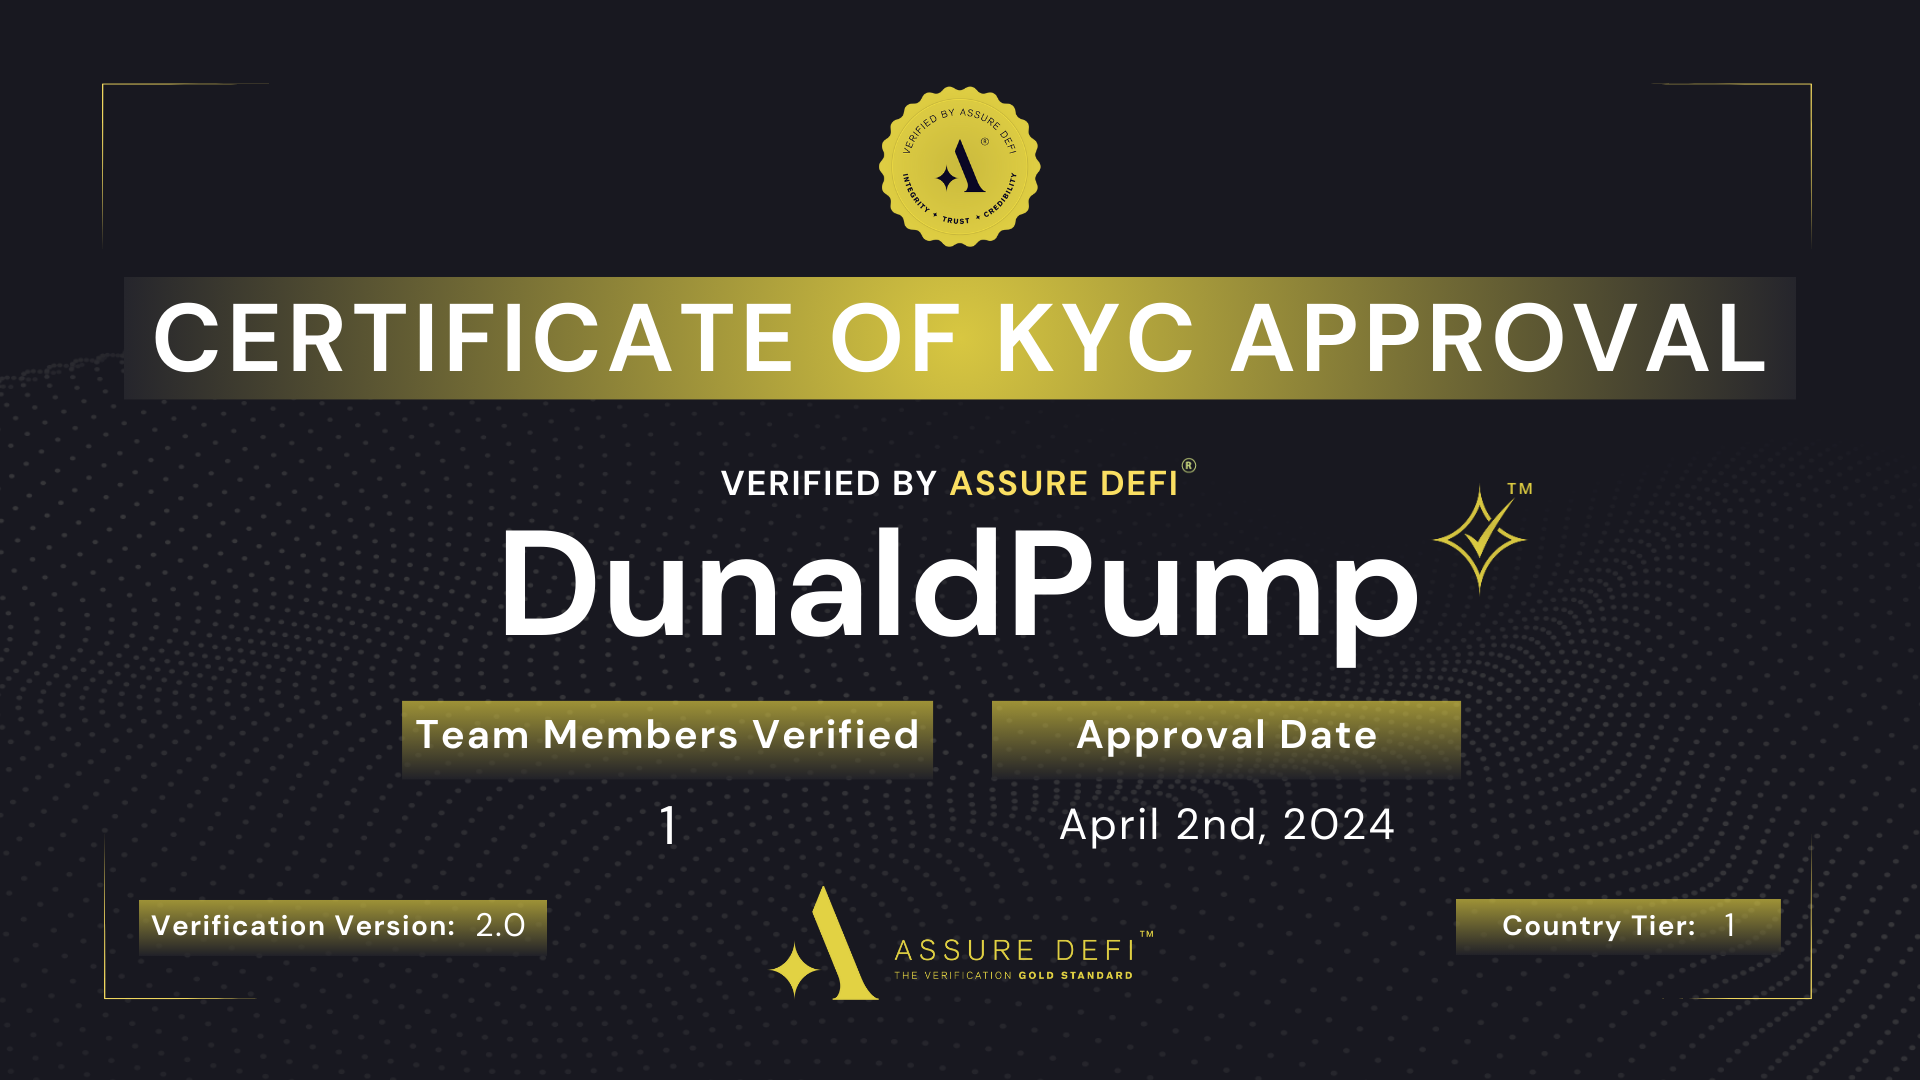 VERIFIED BY ASSURE DEFI
®
INTEGRITY ✦ TRUST ✦ CREDIBILITY
CERTIFICATE OF KYC APPROVAL
VERIFIED BY ASSURE DEFI®
DunaldPump
TM
Team Members Verified
Approval Date
1
April 2nd, 2024
Verification Version: 2.0
ASSURE DEFI™
THE VERIFICATION GOLD STANDARD
Country Tier: 1